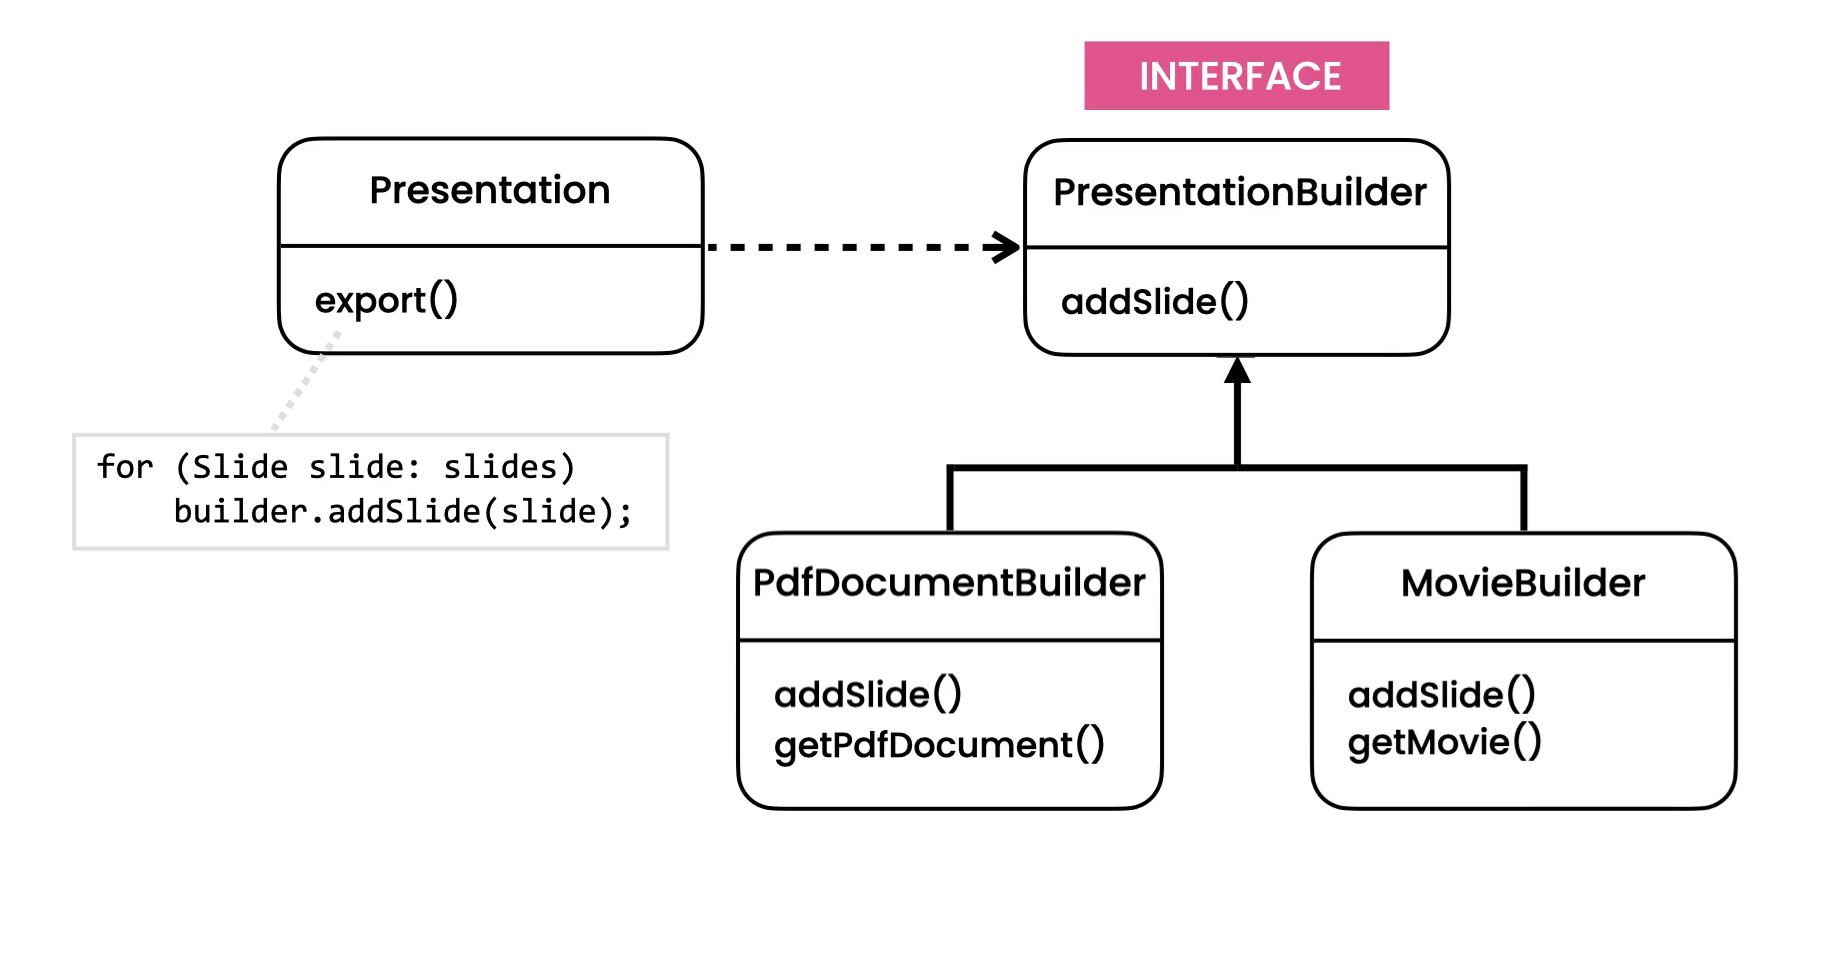 INTERFACE
Presentation
export()
PresentationBuilder
addSlide()
for (Slide slide: slides)
    builder.addSlide(slide);
PdfDocumentBuilder
addSlide()
getPdfDocument()
MovieBuilder
addSlide()
getMovie()